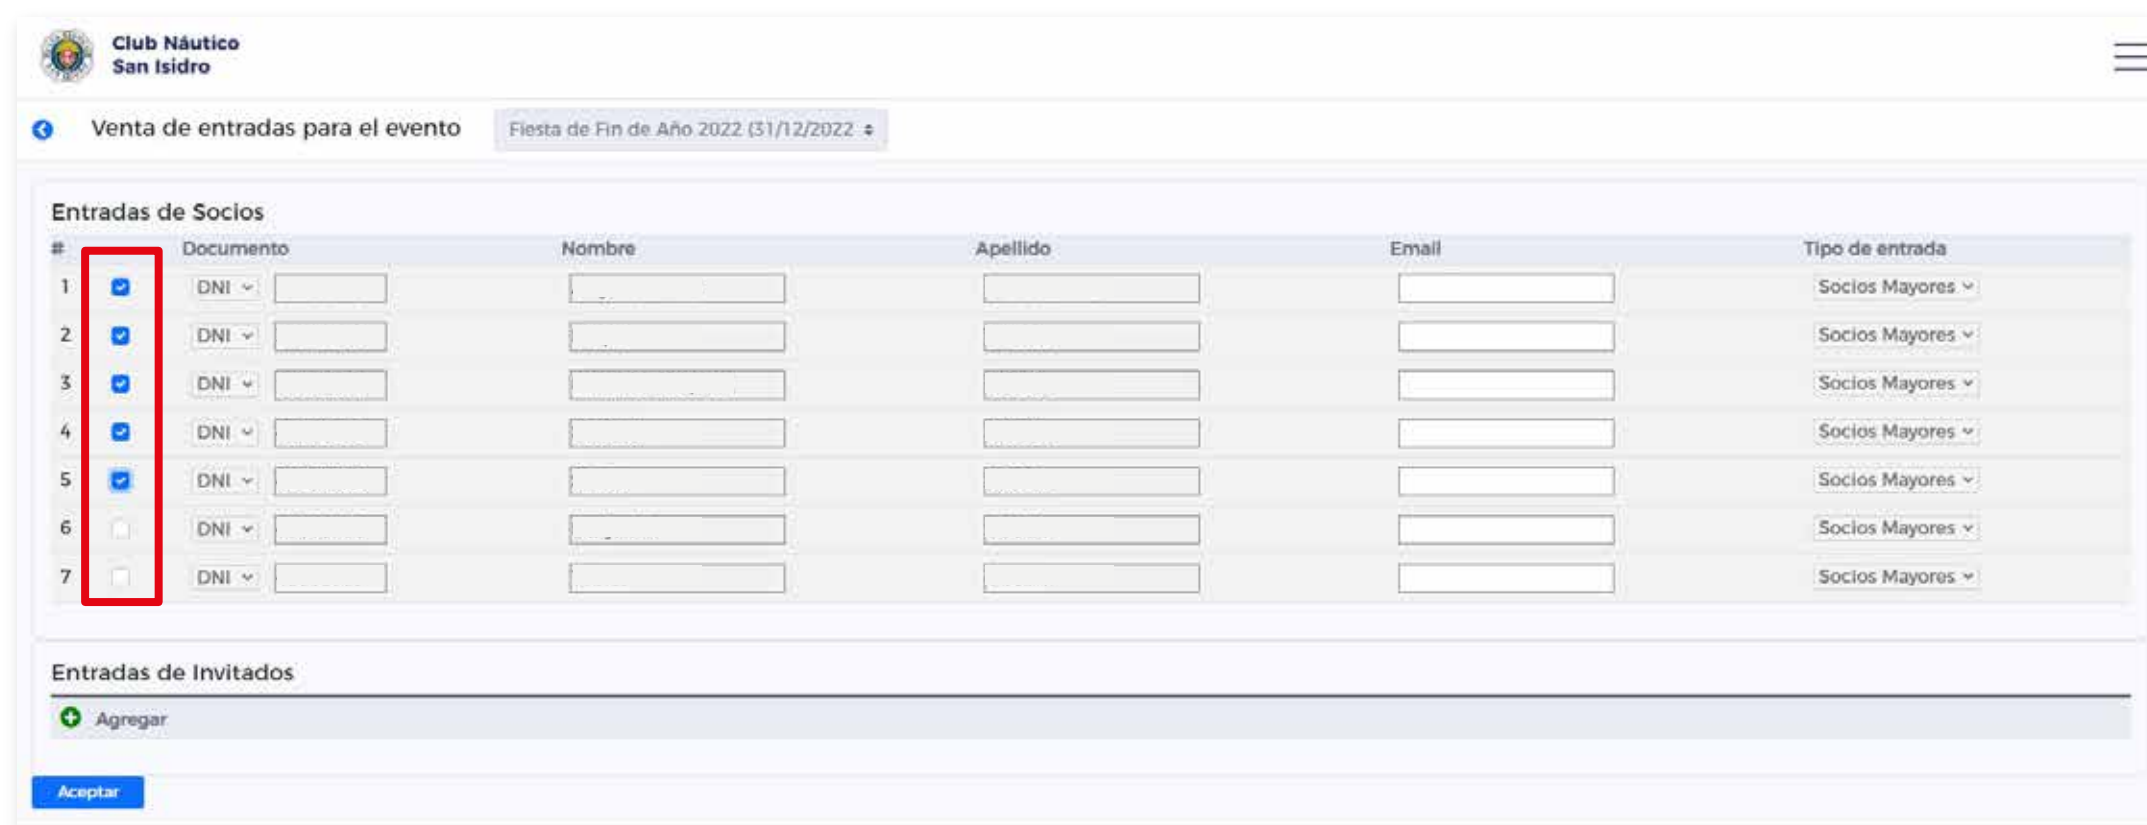 Club Náutico
San Isidro
Venta de entradas para el evento Fiesta de Fin de Año 2022 (31/12/2022
Entradas de Socios
# Documento Nombre Apellido Email Tipo de entrada
1 DNI Socios Mayores
2 DNI Socios Mayores
3 DNI Socios Mayores
4 DNI Socios Mayores
5 DNI Socios Mayores
6 DNI Socios Mayores
7 DNI Socios Mayores
Entradas de Invitados
Agregar
Aceptar